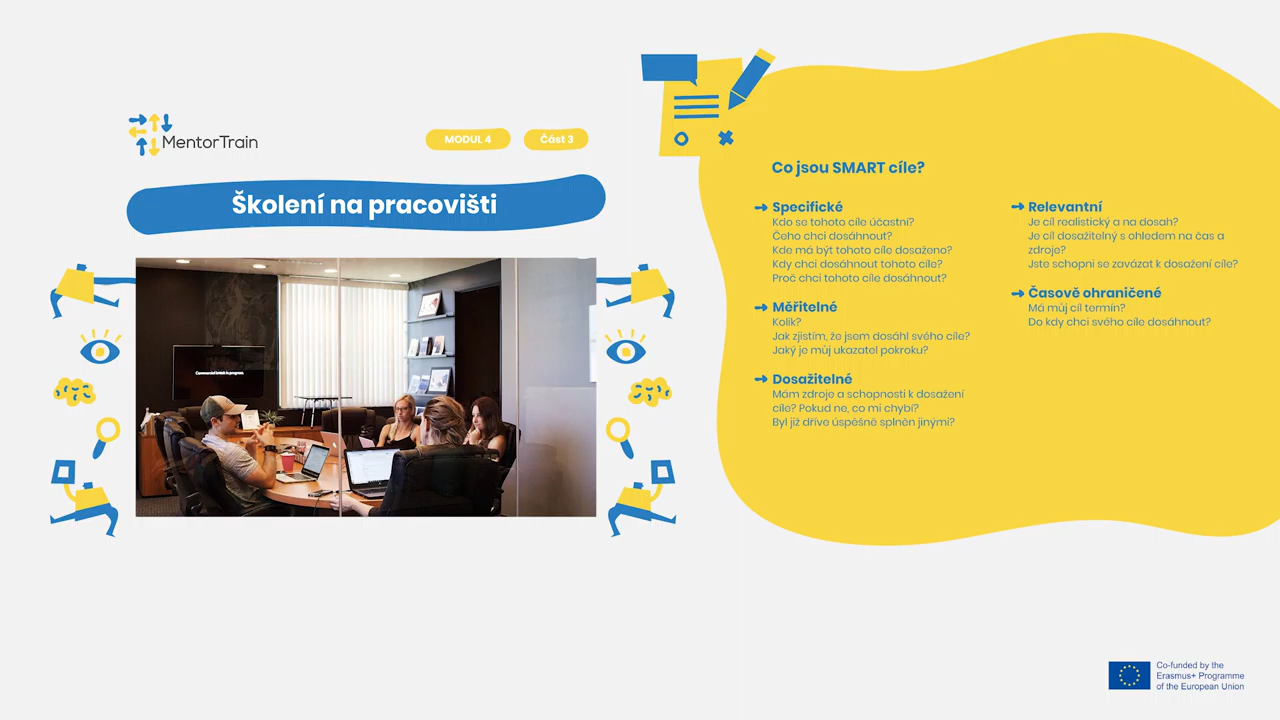 MentorTrain
MODUL 4
Část 3
Školení na pracovišti
Commercial break in progress.
Co jsou SMART cíle?
Specifické
Kdo se tohoto cíle účastní?
Čeho chci dosáhnout?
Kde má být tohoto cíle dosaženo?
Kdy chci dosáhnout tohoto cíle?
Proč chci tohoto cíle dosáhnout?
Měřitelné
Kolik?
Jak zjistím, že jsem dosáhl svého cíle?
Jaký je můj ukazatel pokroku?
Dosažitelné
Mám zdroje a schopnosti k dosažení
cíle? Pokud ne, co mi chybí?
Byl již dříve úspěšně splněn jinými?
Relevantní
Je cíl realistický a na dosah?
Je cíl dosažitelný s ohledem na čas a
zdroje?
Jste schopni se zavázat k dosažení cíle?
Časově ohraničené
Má můj cíl termín?
Do kdy chci svého cíle dosáhnout?
Co-funded by the
Erasmus+ Programme
of the European Union